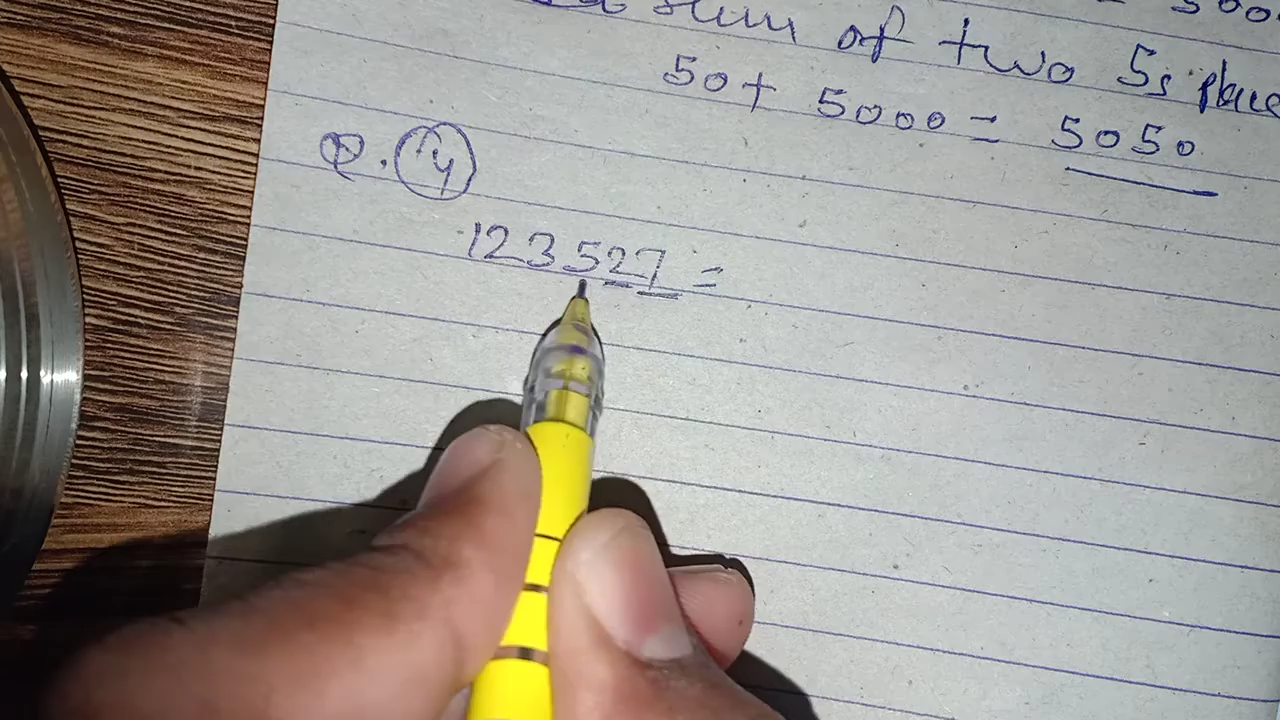 sum of two 5s place
50 + 5000 = 5050
Q. 4
123527 =